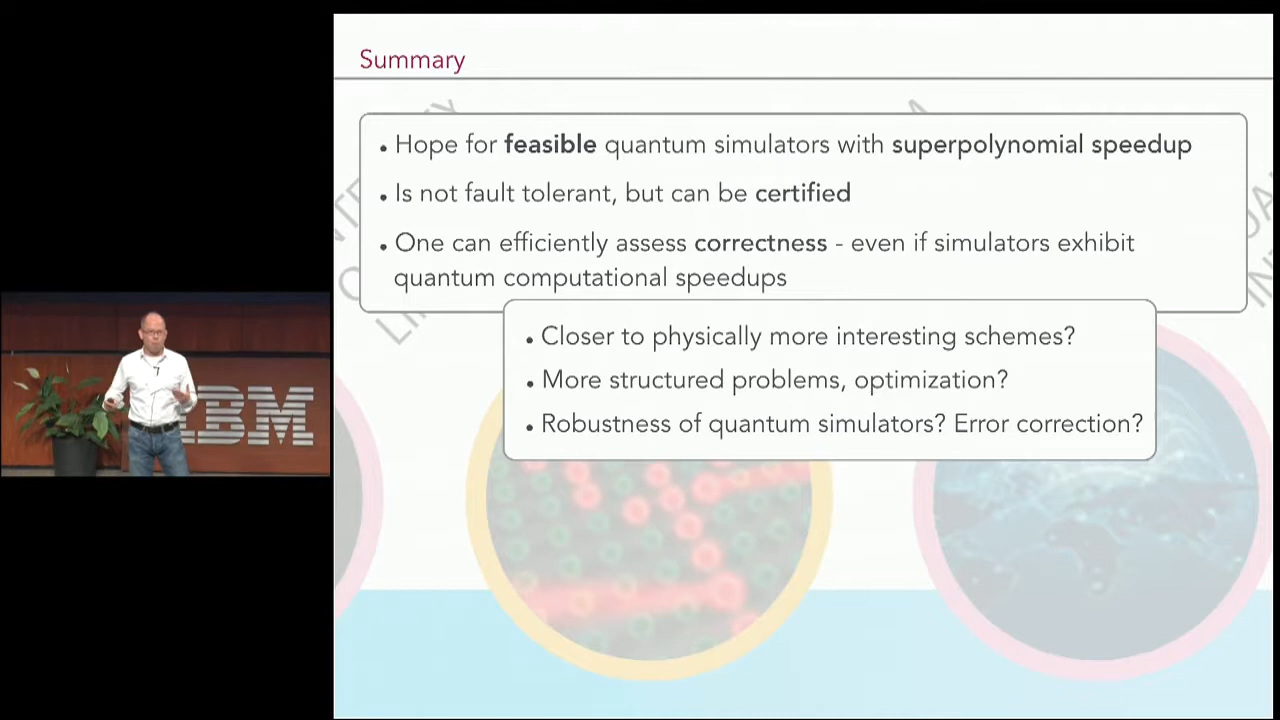 Summary
• Hope for feasible quantum simulators with superpolynomial speedup
• Is not fault tolerant, but can be certified
• One can efficiently assess correctness - even if simulators exhibit
quantum computational speedups
• Closer to physically more interesting schemes?
• More structured problems, optimization?
• Robustness of quantum simulators? Error correction?
IBM